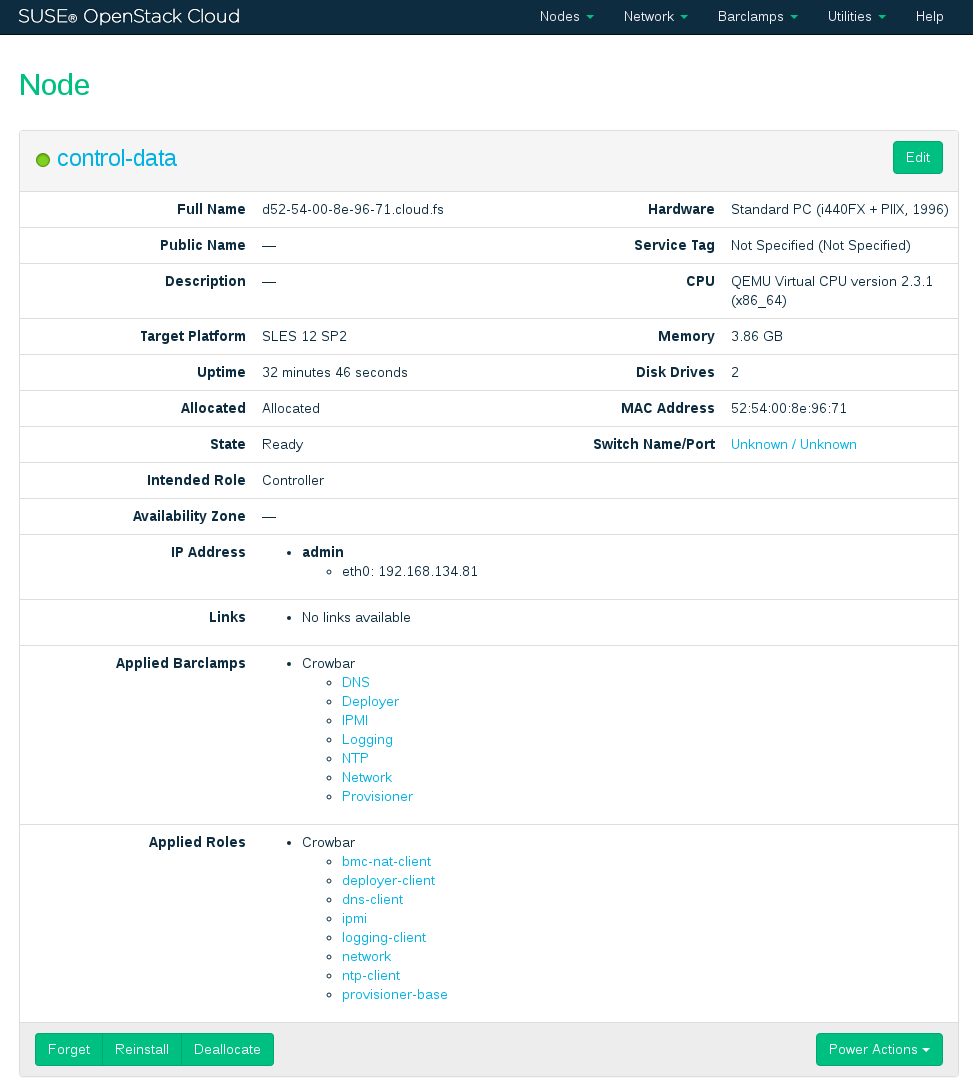 SUSE® OpenStack Cloud Nodes Network Barclamps Utilities Help
Node
control-data Edit
Full Name d52-54-00-8e-96-71.cloud.fs Hardware Standard PC (i440FX + PIIX, 1996)
Public Name — Service Tag Not Specified (Not Specified)
Description — CPU QEMU Virtual CPU version 2.3.1
(x86_64)
Target Platform SLES 12 SP2 Memory 3.86 GB
Uptime 32 minutes 46 seconds Disk Drives 2
Allocated Allocated MAC Address 52:54:00:8e:96:71
State Ready Switch Name/Port Unknown / Unknown
Intended Role Controller
Availability Zone —
IP Address • admin
eth0: 192.168.134.81
Links • No links available
Applied Barclamps • Crowbar
DNS
Deployer
IPMI
Logging
NTP
Network
Provisioner
Applied Roles • Crowbar
bmc-nat-client
deployer-client
dns-client
ipmi
logging-client
network
ntp-client
provisioner-base
Forget Reinstall Deallocate Power Actions